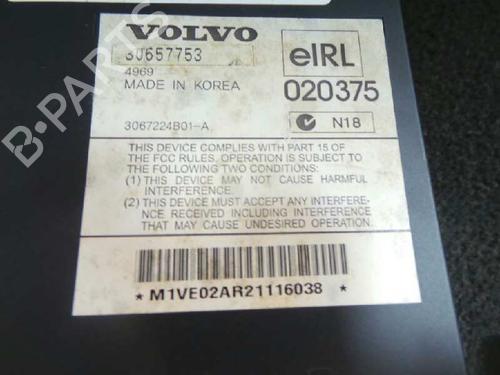 VOLVO
30657753
4969
MADE IN KOREA
3067224B01-A
eIRL
020375
N18
THIS DEVICE COMPLIES WITH PART 15 OF
THE FCC RULES. OPERATION IS SUBJECT TO
THE FOLLOWING TWO CONDITIONS:
(1) THIS DEVICE MAY NOT CAUSE HARMFUL
INTERFERENCE.
(2) THIS DEVICE MUST ACCEPT ANY INTERFERE-
NCE RECEIVED INCLUDING INTERFERENCE
THAT MAY CAUSE UNDESIRED OPERATION.
* M1VE02AR21116038 *